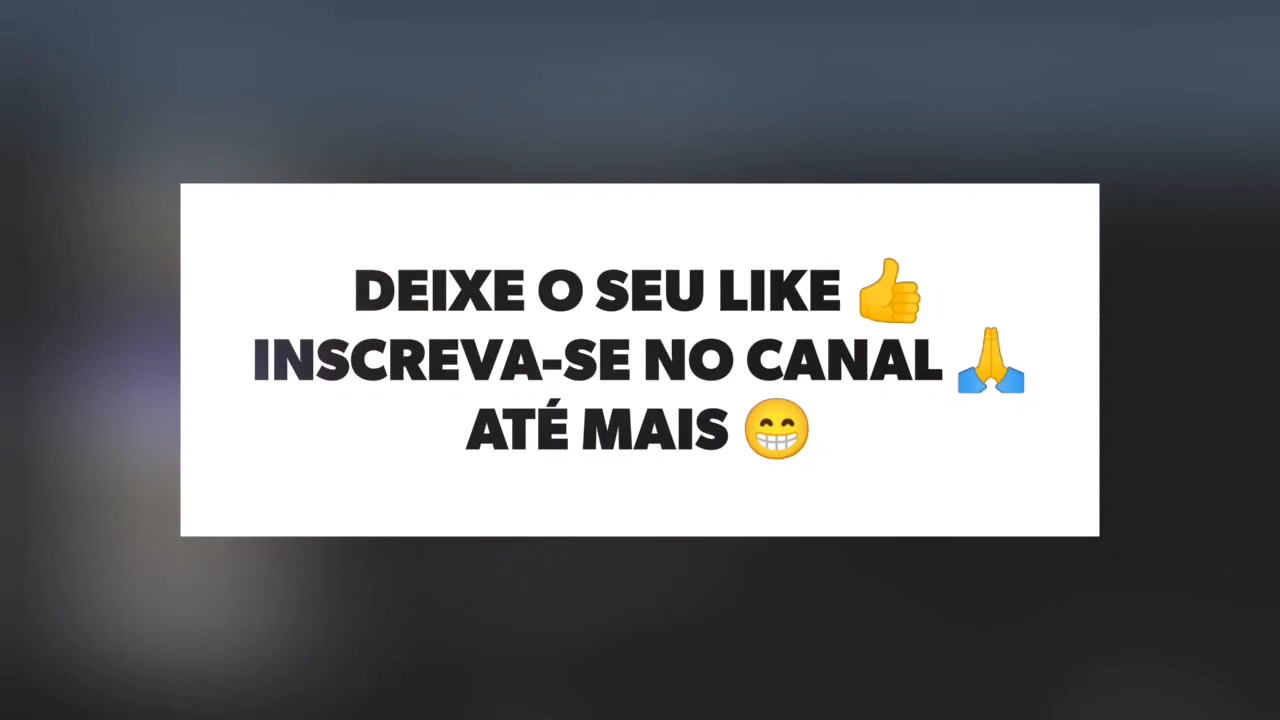 DEIXE O SEU LIKE 👍
INSCREVA-SE NO CANAL 🙏
ATÉ MAIS 😁